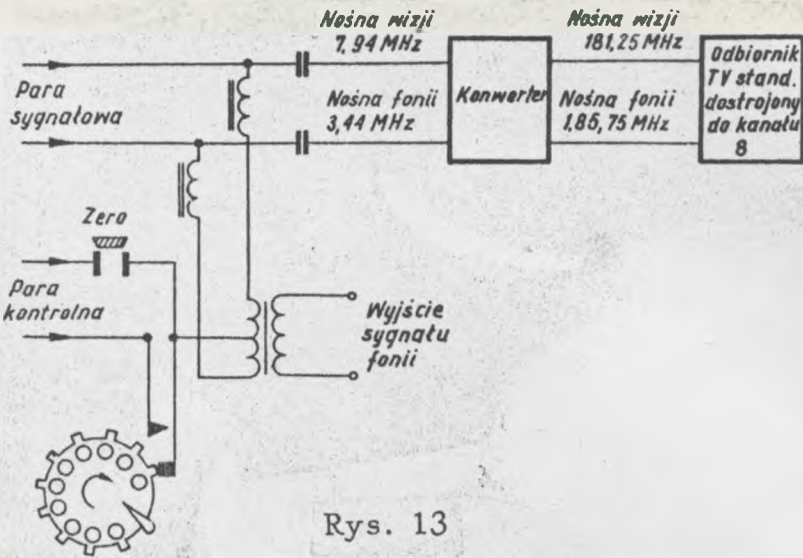 Nośna wizji
7,94 MHz
Nośna wizji
181,25 MHz
Para
sygnałowa
Nośna fonii
3,44 MHz
Konwerter
Nośna fonii
185,75 MHz
Odbiornik
TV stand.
dostrojony
do kanału
8
Zero
Para
kontrolna
Wyjście
sygnału
fonii
Rys. 13